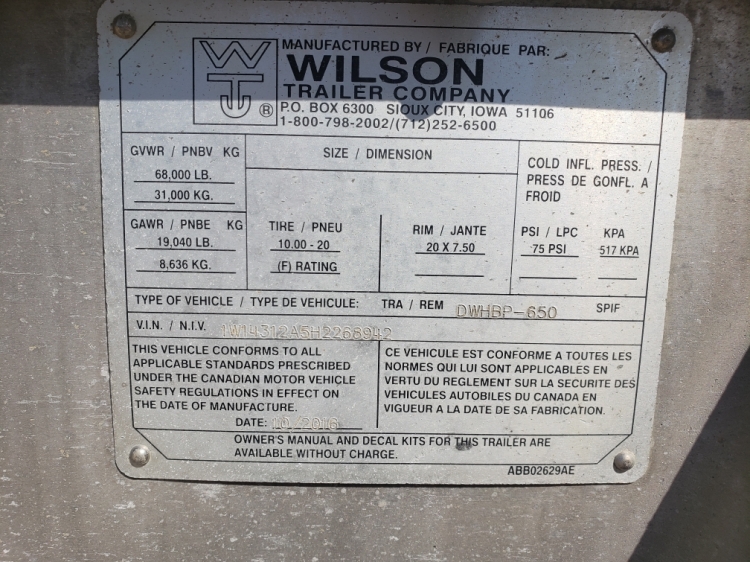 MANUFACTURED BY / FABRIQUE PAR:
WILSON
TRAILER COMPANY
®
P.O. BOX 6300 SIOUX CITY, IOWA 51106
1-800-798-2002/(712)252-6500
GVWR / PNBV KG
68,000 LB.
31,000 KG.
GAWR / PNBE KG
19,040 LB.
8,636 KG.
SIZE / DIMENSION
TIRE / PNEU
10.00 - 20
(F) RATING
RIM / JANTE
20 X 7.50
COLD INFL. PRESS. /
PRESS DE GONFL. A
FROID
PSI / LPC KPA
75 PSI 517 KPA
TYPE OF VEHICLE / TYPE DE VEHICULE: TRA / REM DWHBP-650 SPIF
V.I.N. / N.I.V. 1W14312A5H2268942
THIS VEHICLE CONFORMS TO ALL
APPLICABLE STANDARDS PRESCRIBED
UNDER THE CANADIAN MOTOR VEHICLE
SAFETY REGULATIONS IN EFFECT ON
THE DATE OF MANUFACTURE.
DATE: 10/2016
CE VEHICULE EST CONFORME A TOUTES LES
NORMES QUI LUI SONT APPLICABLES EN
VERTU DU REGLEMENT SUR LA SECURITE DES
VEHICULES AUTOBILES DU CANADA EN
VIGUEUR A LA DATE DE SA FABRICATION.
OWNER'S MANUAL AND DECAL KITS FOR THIS TRAILER ARE
AVAILABLE WITHOUT CHARGE.
ABB02629AE